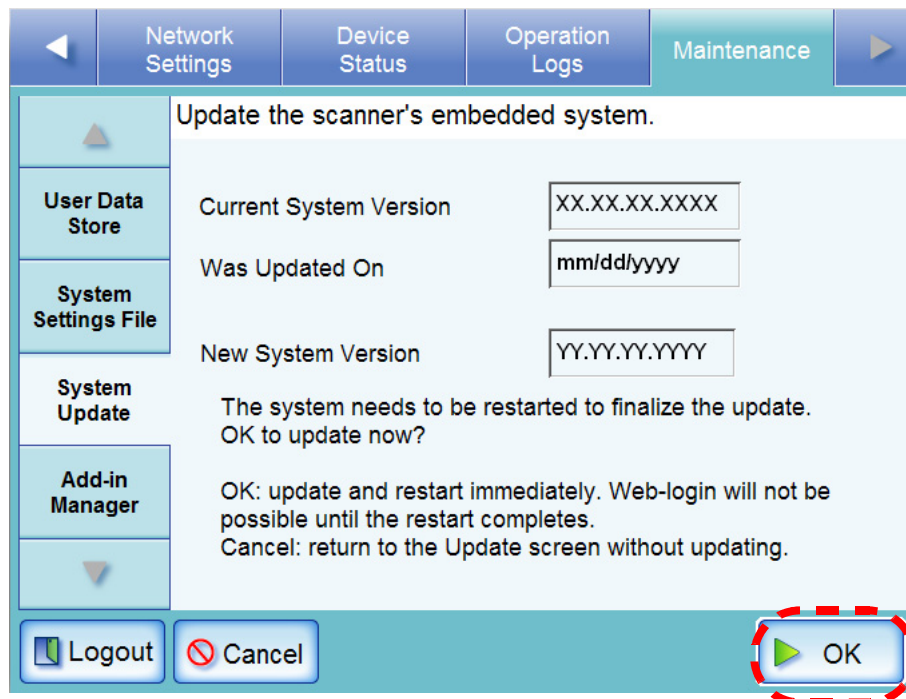 Network
Settings
Device
Status
Operation
Logs
Maintenance
Update the scanner's embedded system.
User Data
Store
System
Settings File
System
Update
Add-in
Manager
Current System Version
XX.XX.XX.XXXX
Was Updated On
mm/dd/yyyy
New System Version
YY.YY.YY.YYYY
The system needs to be restarted to finalize the update.
OK to update now?
OK: update and restart immediately. Web-login will not be
possible until the restart completes.
Cancel: return to the Update screen without updating.
Logout
Cancel
OK